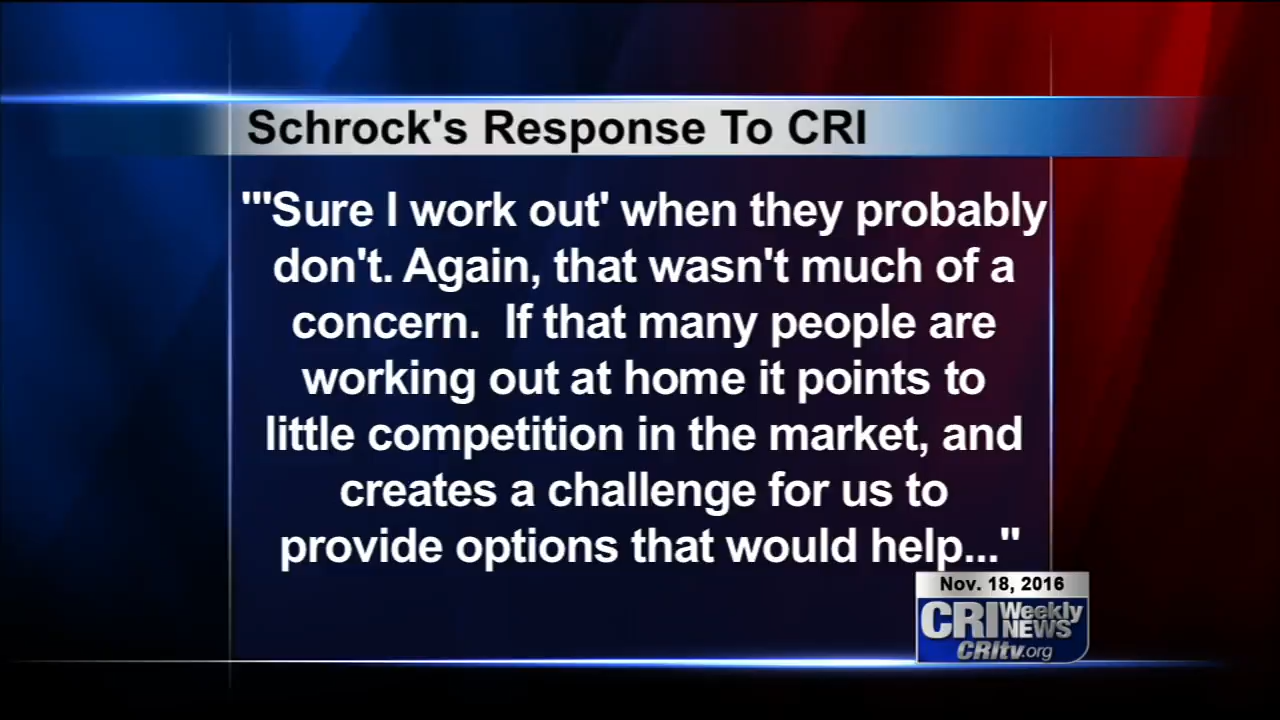 Schrock's Response To CRI
"'Sure I work out' when they probably
don't. Again, that wasn't much of a
concern.  If that many people are
working out at home it points to
little competition in the market, and
creates a challenge for us to
provide options that would help..."
Nov. 18, 2016
CRI Weekly
NEWS
CRItv.org